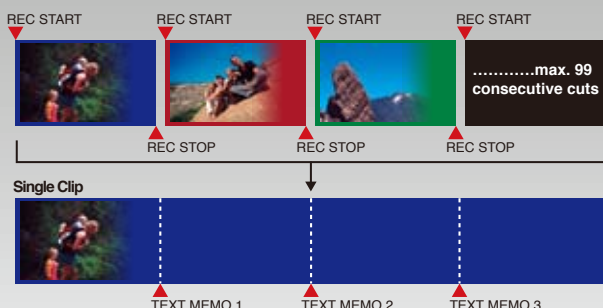 REC START
REC START
REC START
REC START
............max. 99
consecutive cuts
REC STOP
REC STOP
REC STOP
Single Clip
TEXT MEMO 1
TEXT MEMO 2
TEXT MEMO 3